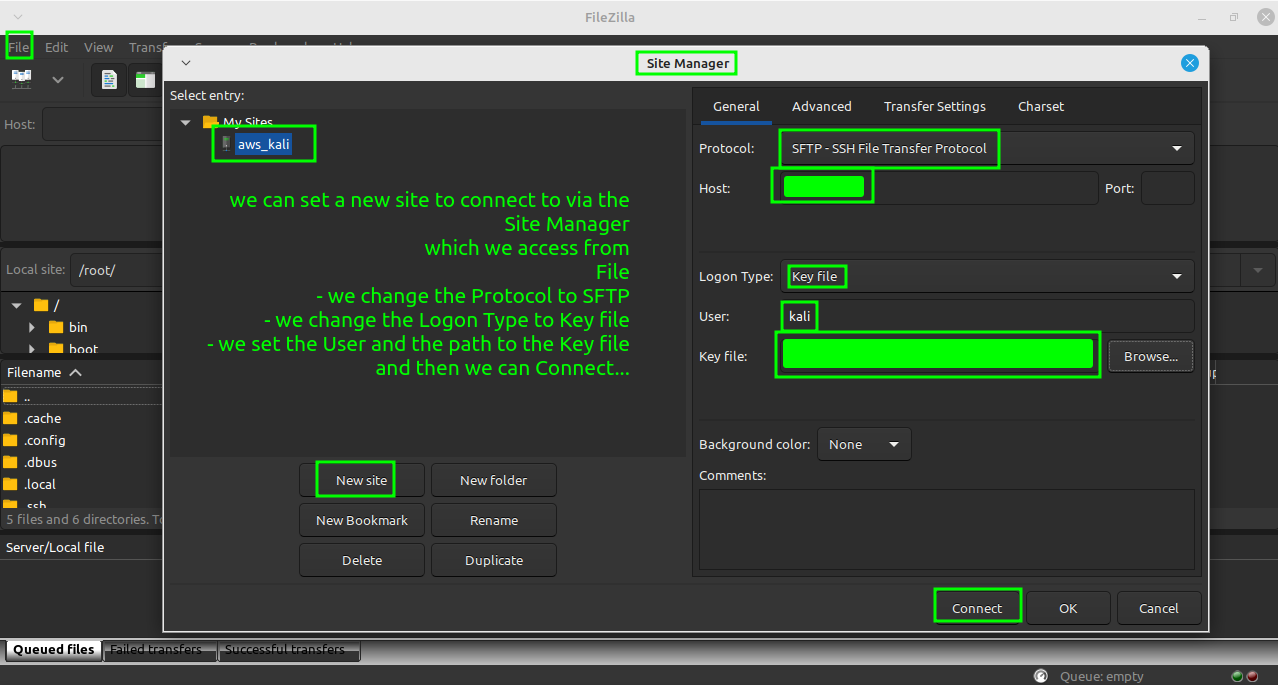 FileZilla
File Edit View
Site Manager
Host:
Select entry:
My Sites
aws_kali
we can set a new site to connect to via the
Site Manager
which we access from
File
- we change the Protocol to SFTP
- we change the Logon Type to Key file
- we set the User and the path to the Key file
and then we can Connect...
New site New folder
New Bookmark Rename
Delete Duplicate
General Advanced Transfer Settings Charset
Protocol: SFTP - SSH File Transfer Protocol
Host: Port:
Logon Type: Key file
User: kali
Key file: Browse...
Background color: None
Comments:
Connect OK Cancel
Local site: /root/
/
bin
boot
Filename
..
.cache
.config
.dbus
.local
.ssh
5 files and 6 directories.
Server/Local file
Queued files Failed transfers Successful transfers
Queue: empty